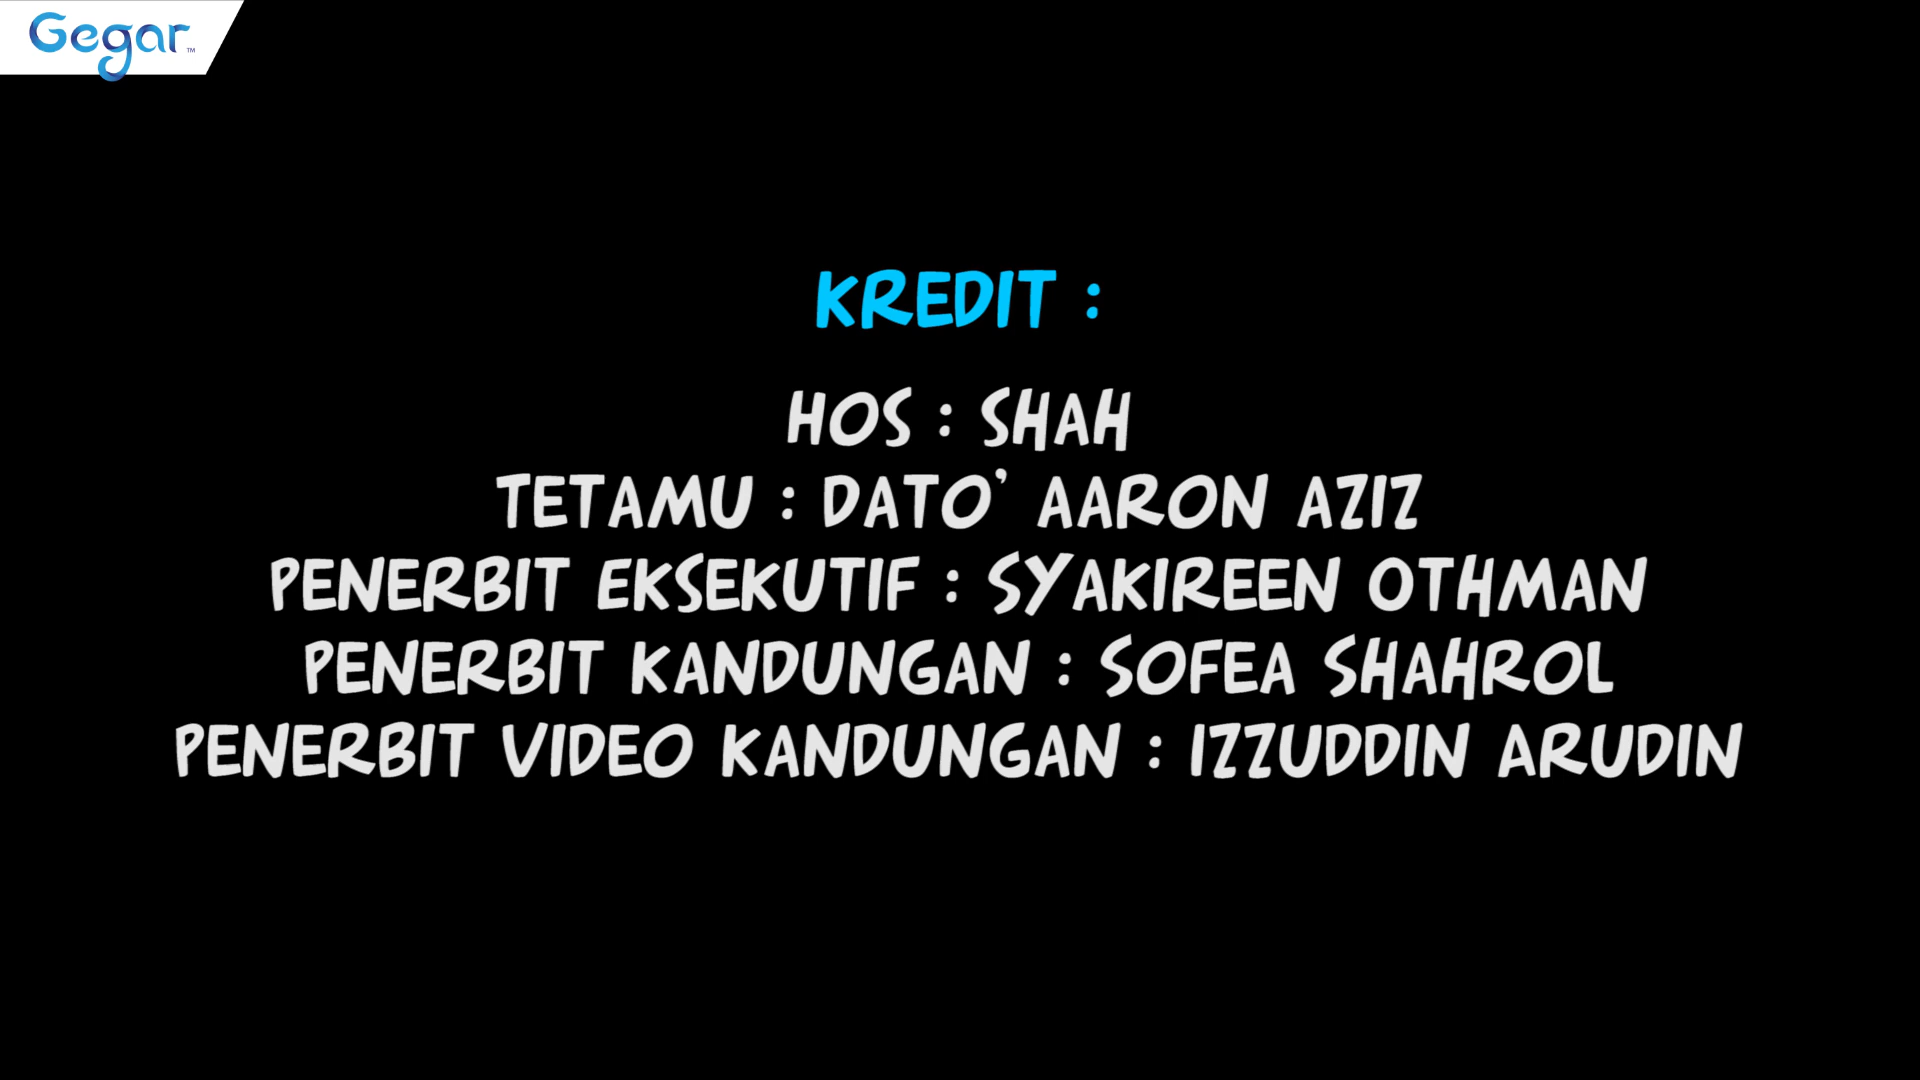 Gegar™
KREDIT :
HOS : SHAH
TETAMU : DATO’ AARON AZIZ
PENERBIT EKSEKUTIF : SYAKIREEN OTHMAN
PENERBIT KANDUNGAN : SOFEA SHAHROL
PENERBIT VIDEO KANDUNGAN : IZZUDDIN ARUDIN